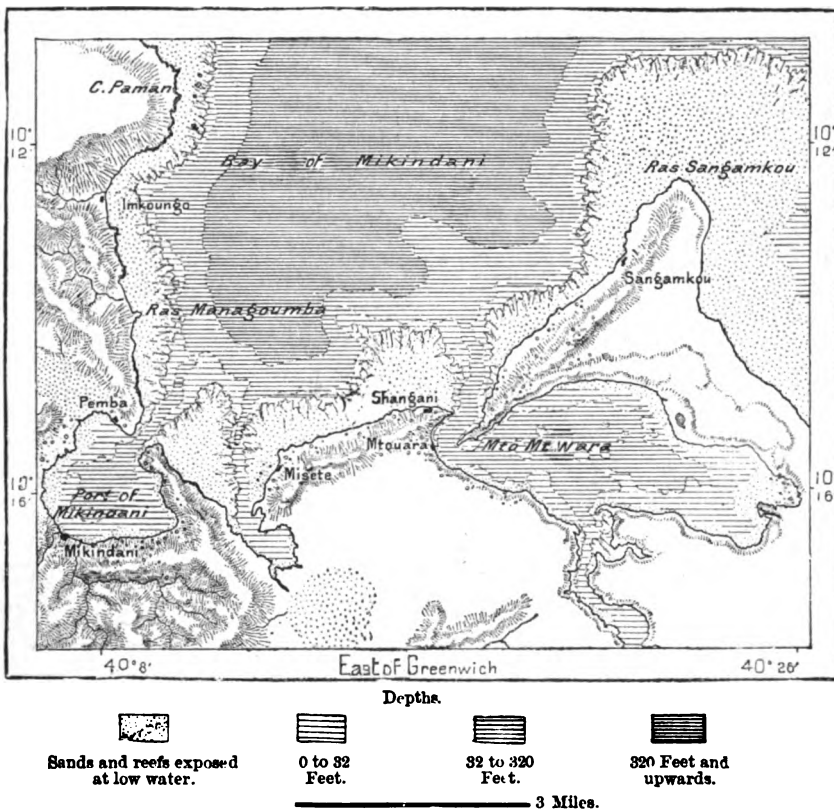 C. Paman
10°
12'
10°
12'
Bay of Mikindani
Ras Sangamkou
Imkoungo
Sangamkou
Ras Managoumba
Shangani
Pemba
Mtouara
Mto Mtwara
Misete
10°
16'
10°
16'
Port of
Mikindani
Mikindani
40° 8'
East of Greenwich
40° 26'
Depths.
Sands and reefs exposed
at low water.
0 to 32
Feet.
32 to 320
Feet.
320 Feet and
upwards.
3 Miles.